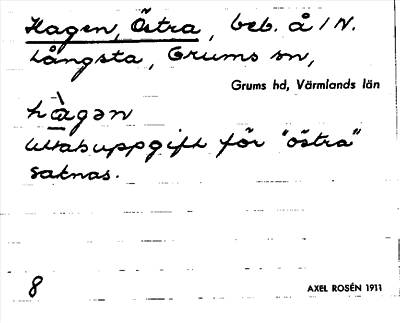 Hagen, Östra, beb. å 1 N.
Långsta, Grums sn,
Grums hd, Värmlands län
hàgən
Uttalsuppgift för "östra"
saknas.
8
AXEL ROSÉN 1911